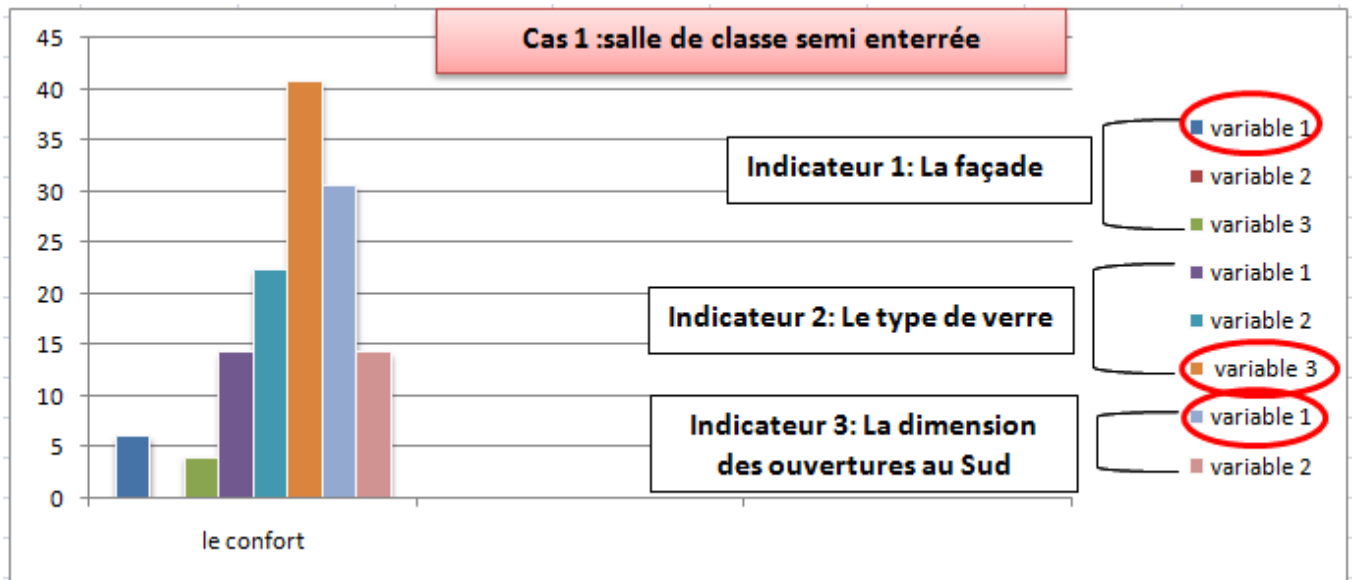 Cas 1 :salle de classe semi enterrée
45
40
35
30
25
20
15
10
5
0
le confort
Indicateur 1: La façade
Indicateur 2: Le type de verre
Indicateur 3: La dimension
des ouvertures au Sud
variable 1
variable 2
variable 3
variable 1
variable 2
variable 3
variable 1
variable 2